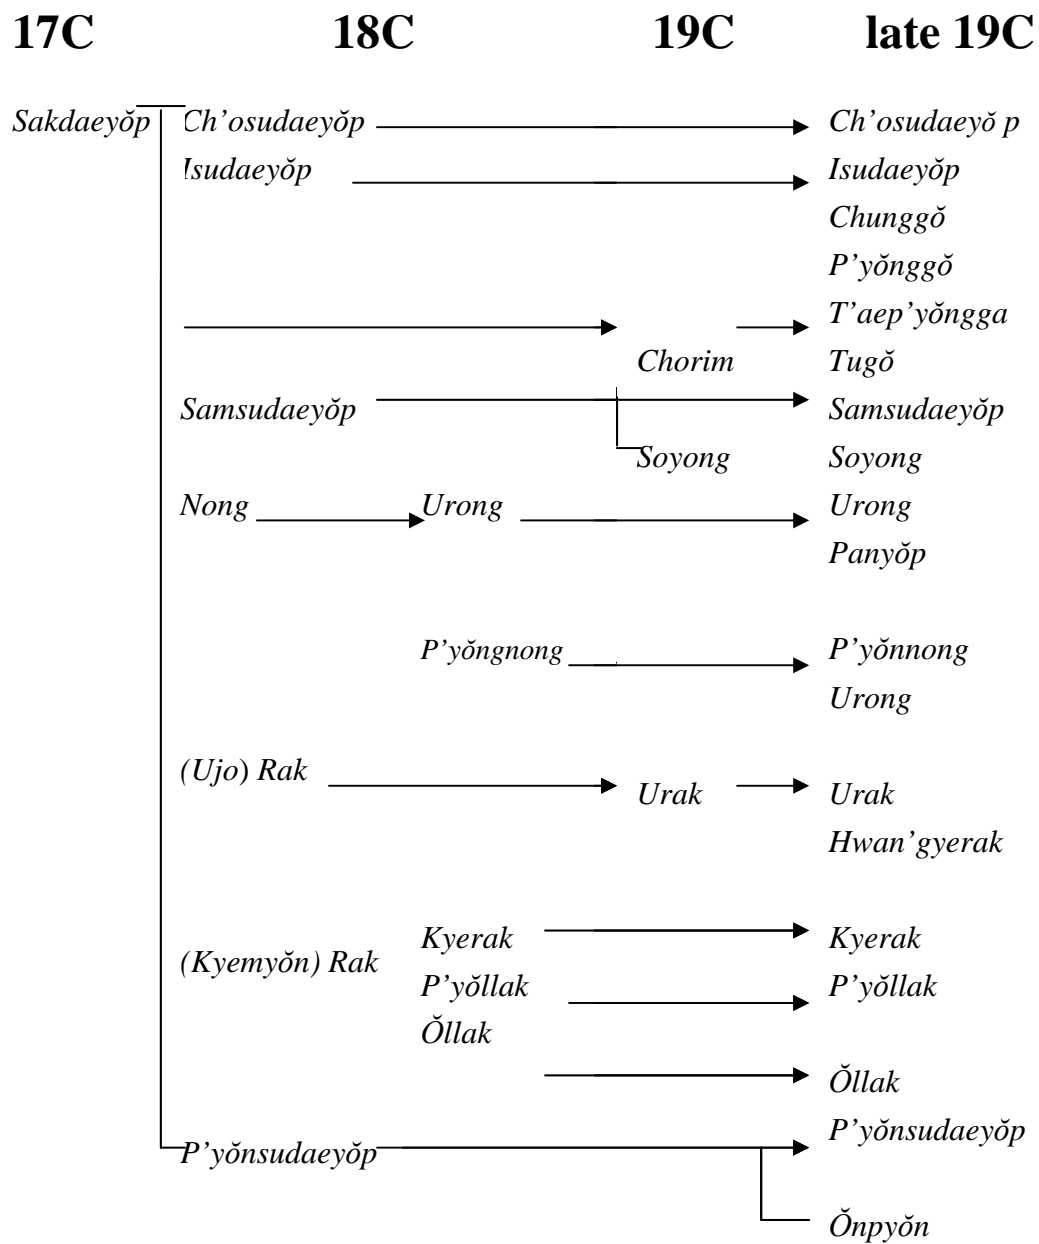 17C 18C 19C late 19C
Sakdaeyŏp Ch’osudaeyŏp Ch’osudaeyŏ p
Isudaeyŏp Isudaeyŏp
Chunggŏ
P’yŏnggŏ
T’aep’yŏngga
Chorim Tugŏ
Samsudaeyŏp Samsudaeyŏp
Soyong Soyong
Nong Urong Urong
Panyŏp
P’yŏngnong P’yŏnnong
Urong
(Ujo) Rak Urak Urak
Hwan’gyerak
Kyerak Kyerak
(Kyemyŏn) Rak P’yŏllak P’yŏllak
Ŏllak
Ŏllak
P’yŏnsudaeyŏp P’yŏnsudaeyŏp
Ŏnpyŏn